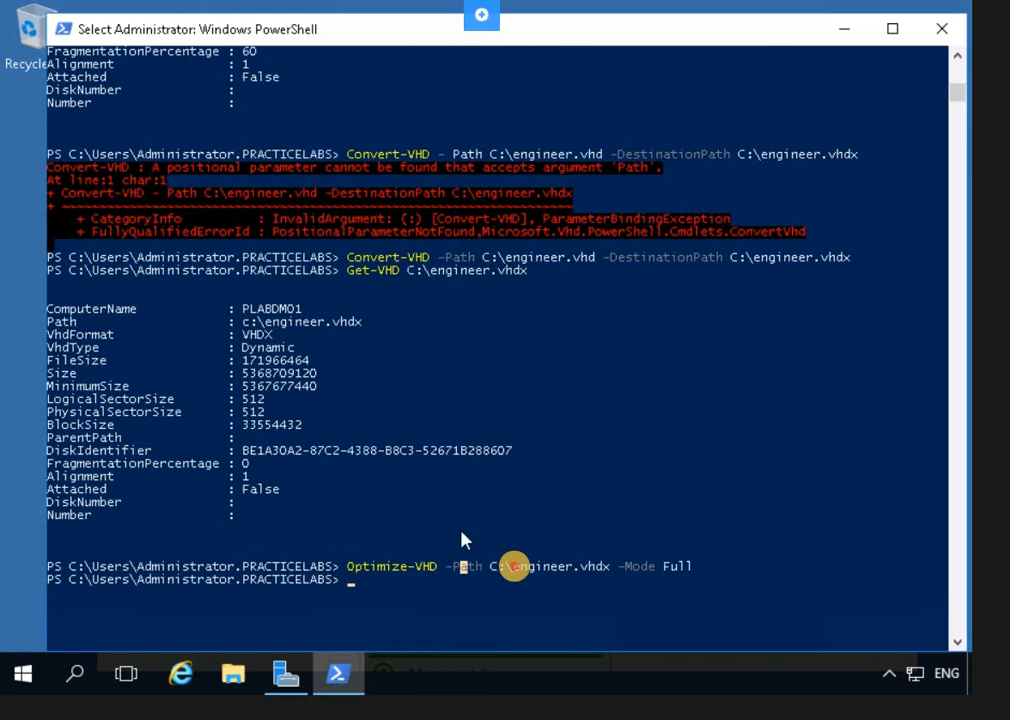 Select Administrator: Windows PowerShell
Recycle
FragmentationPercentage : 60
Alignment : 1
Attached : False
DiskNumber :
Number :
PS C:\Users\Administrator.PRACTICELABS> Convert-VHD - Path C:\engineer.vhd -DestinationPath C:\engineer.vhdx
Convert-VHD : A positional parameter cannot be found that accepts argument 'Path'.
At line:1 char:1
+ Convert-VHD - Path C:\engineer.vhd -DestinationPath C:\engineer.vhdx
+ ~~~~~~~~~~~~~~~~~~~~~~~~~~~~~~~~~~~~~~~~~~~~~~~~~~~~~~~~~~~~~~~~~~~~
+ CategoryInfo : InvalidArgument: (:) [Convert-VHD], ParameterBindingException
+ FullyQualifiedErrorId : PositionalParameterNotFound,Microsoft.Vhd.PowerShell.Cmdlets.ConvertVhd
PS C:\Users\Administrator.PRACTICELABS> Convert-VHD -Path C:\engineer.vhd -DestinationPath C:\engineer.vhdx
PS C:\Users\Administrator.PRACTICELABS> Get-VHD C:\engineer.vhdx
ComputerName : PLABDM01
Path : c:\engineer.vhdx
VhdFormat : VHDX
VhdType : Dynamic
FileSize : 171966464
Size : 5368709120
MinimumSize : 5367677440
LogicalSectorSize : 512
PhysicalSectorSize : 512
BlockSize : 33554432
ParentPath :
DiskIdentifier : BE1A30A2-87C2-4388-B8C3-52671B288607
FragmentationPercentage : 0
Alignment : 1
Attached : False
DiskNumber :
Number :
PS C:\Users\Administrator.PRACTICELABS> Optimize-VHD -Path C:\engineer.vhdx -Mode Full
PS C:\Users\Administrator.PRACTICELABS> _
ENG